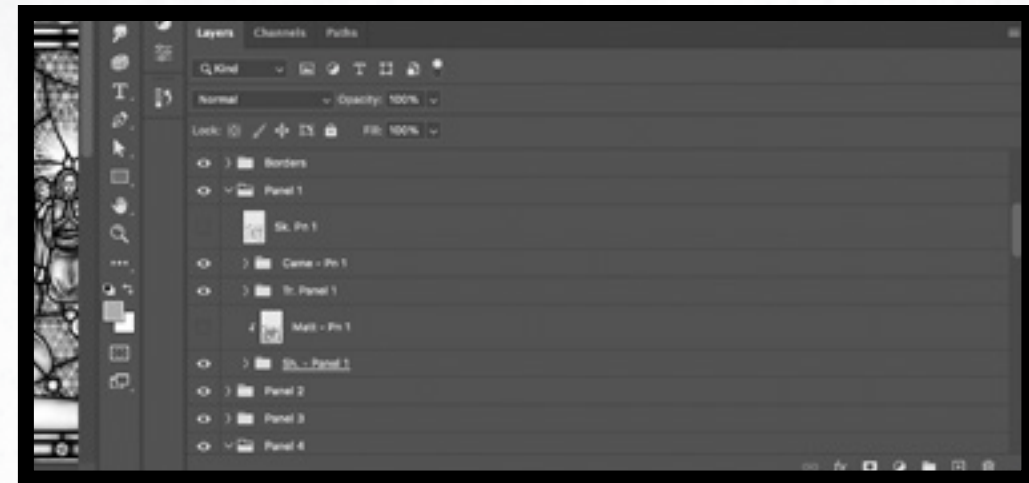 Layers Channels Paths
Kind
Normal Opacity: 100%
Lock: Fill: 100%
Borders
Panel 1
Sk. Pn 1
Came - Pn 1
Tr. Panel 1
Matt - Pn 1
Sh. - Panel 1
Panel 2
Panel 3
Panel 4
fx